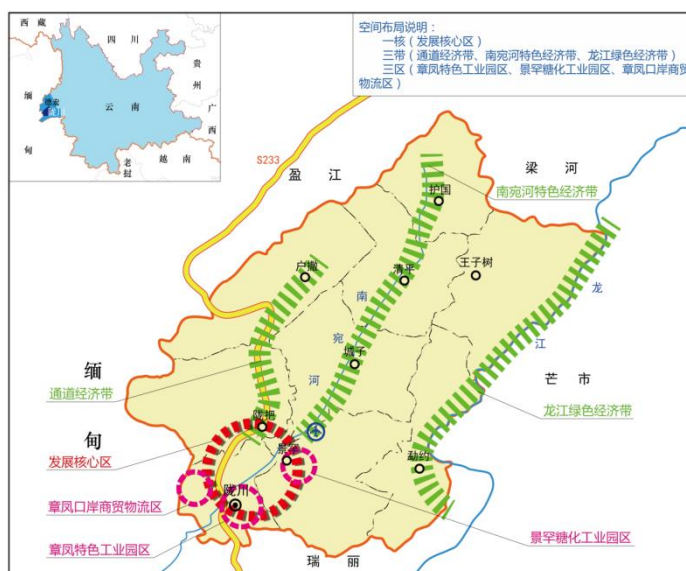 空间布局说明：
一核（发展核心区）
三带（通道经济带、南宛河特色经济带、龙江绿色经济带）
三区（章凤特色工业园区、景罕糖化工业园区、章凤口岸商贸物流区）
西 藏
四 川
贵州
缅甸
德宏
云 南
广西
老挝
越 南
S233
盈 江
梁 河
南宛河特色经济带
护国
户撒
清平
王子树
南宛河
龙江
城子
缅甸
通道经济带
芒 市
龙江绿色经济带
陇把
发展核心区
景罕
勐约
章凤口岸商贸物流区
陇川
章凤特色工业园区
景罕糖化工业园区
瑞 丽